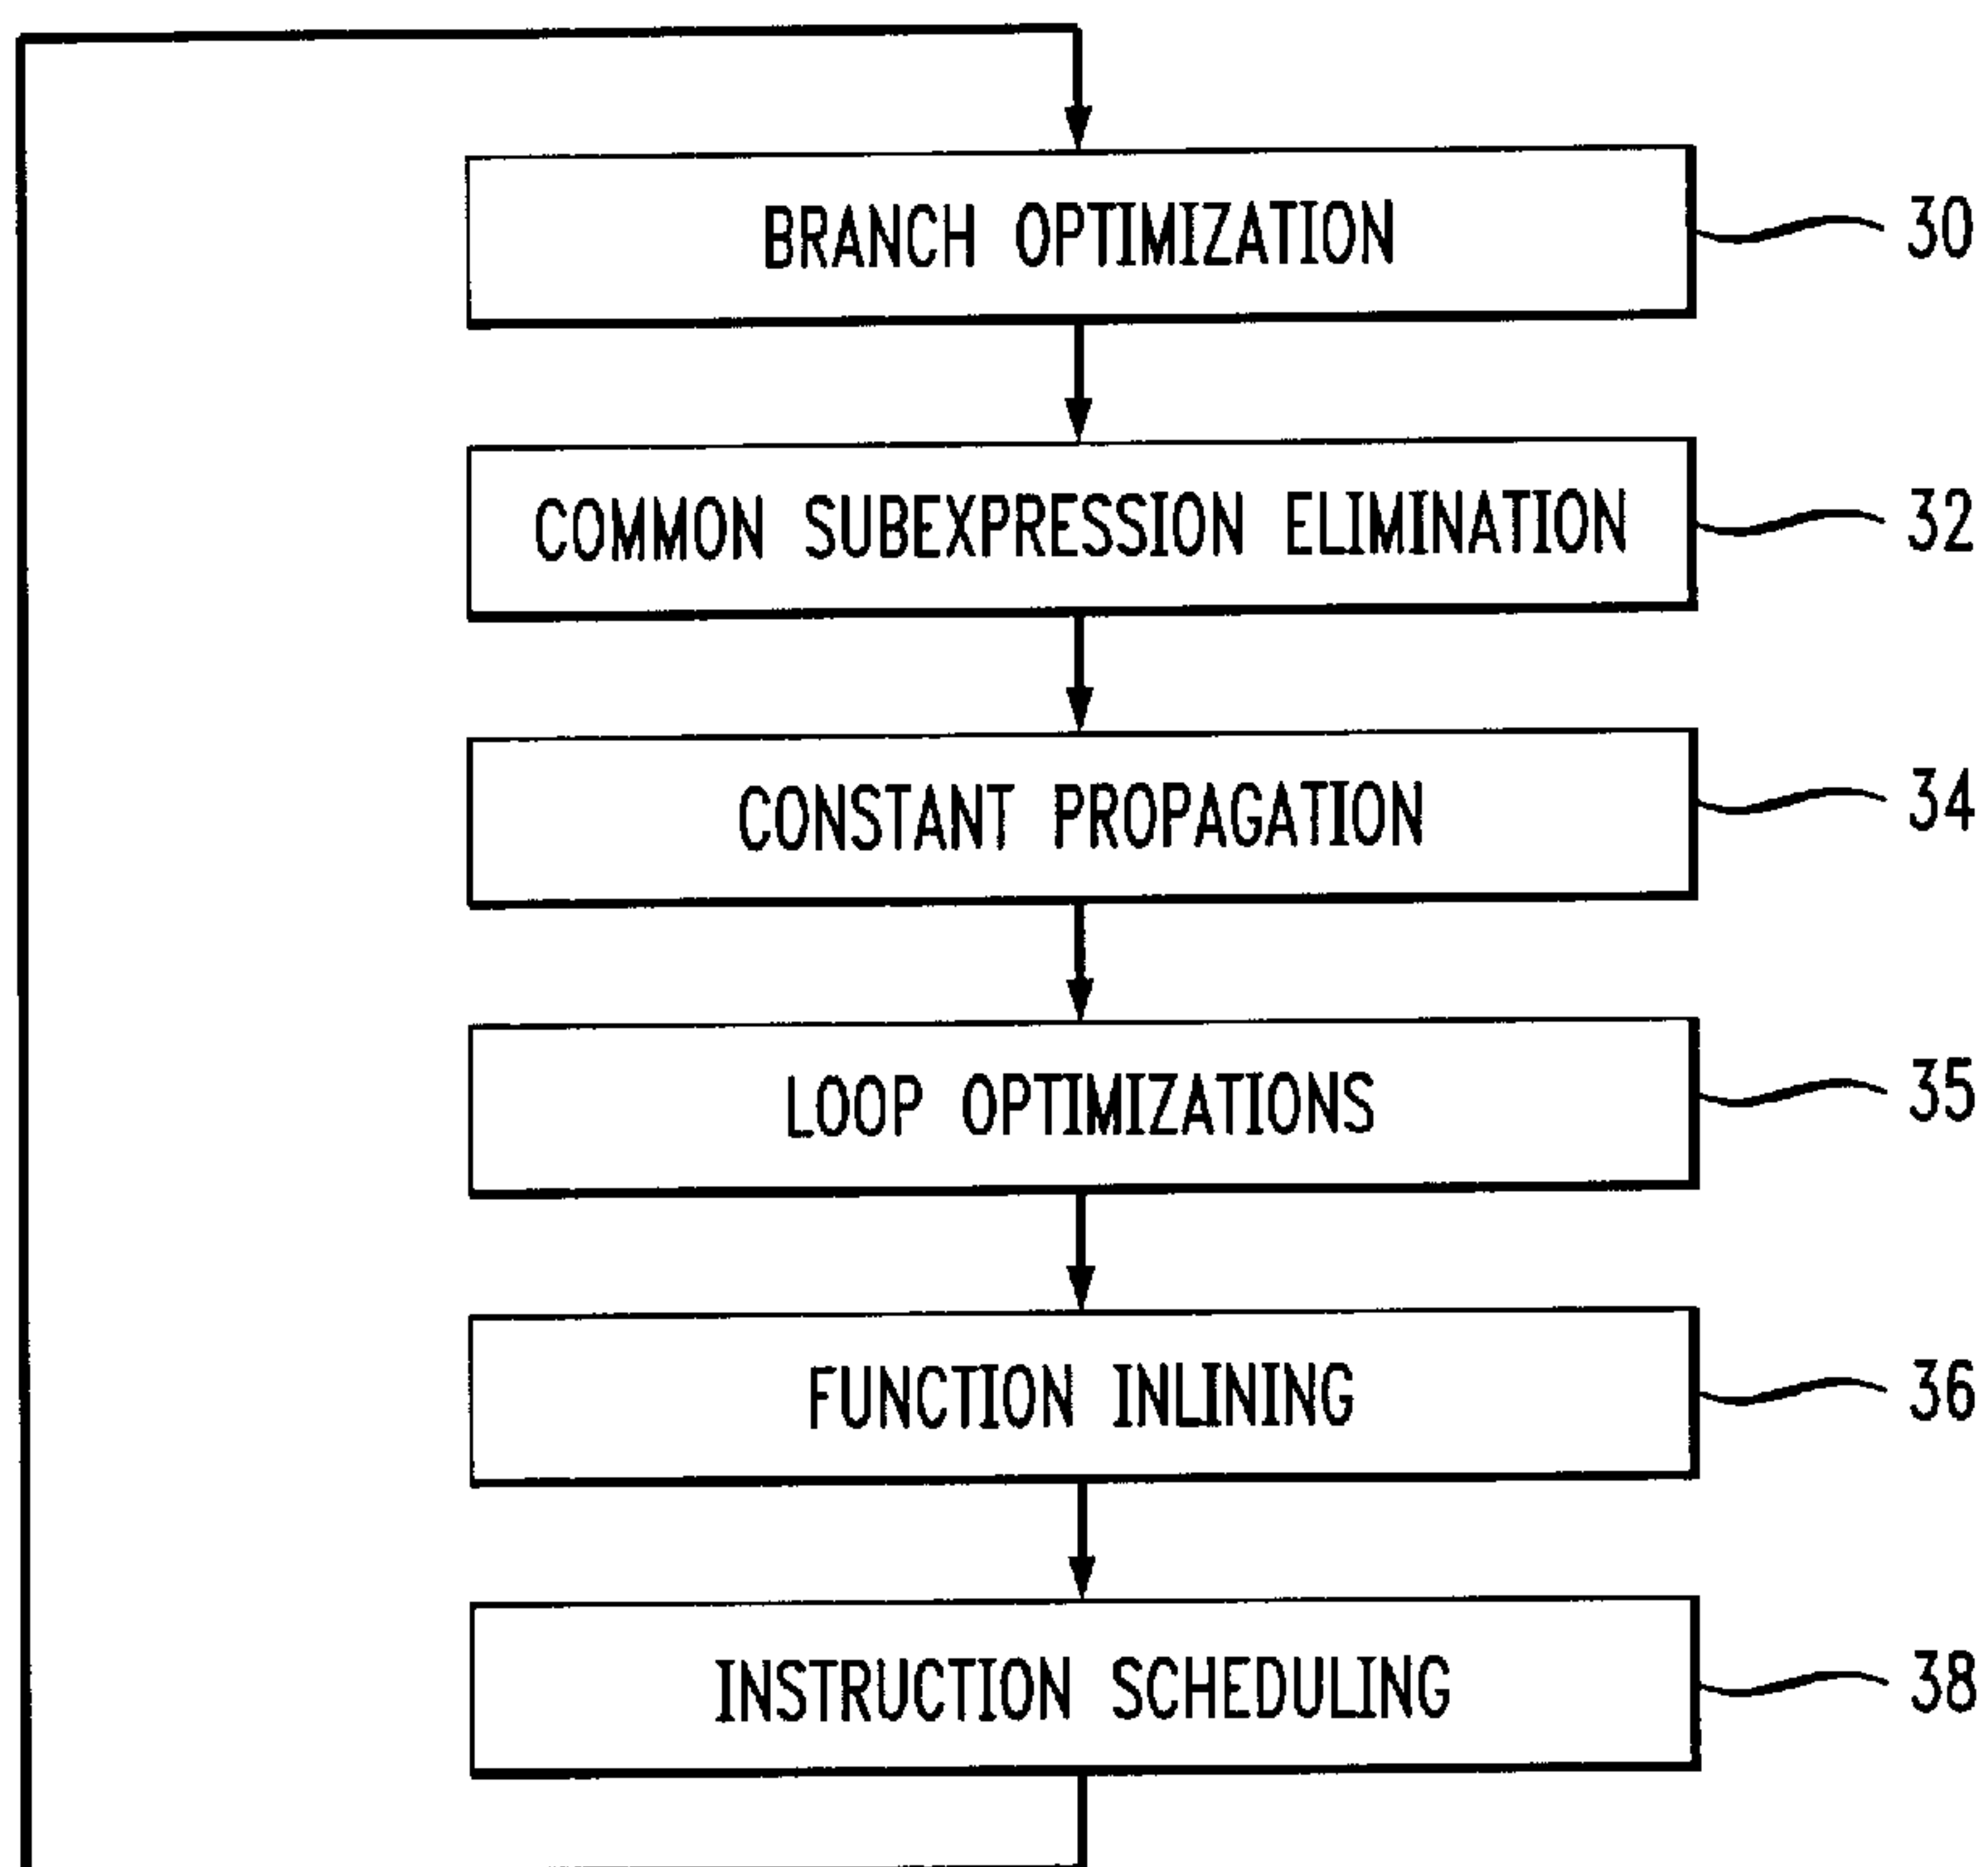 BRANCH OPTIMIZATION 30
COMMON SUBEXPRESSION ELIMINATION 32
CONSTANT PROPAGATION 34
LOOP OPTIMIZATIONS 35
FUNCTION INLINING 36
INSTRUCTION SCHEDULING 38